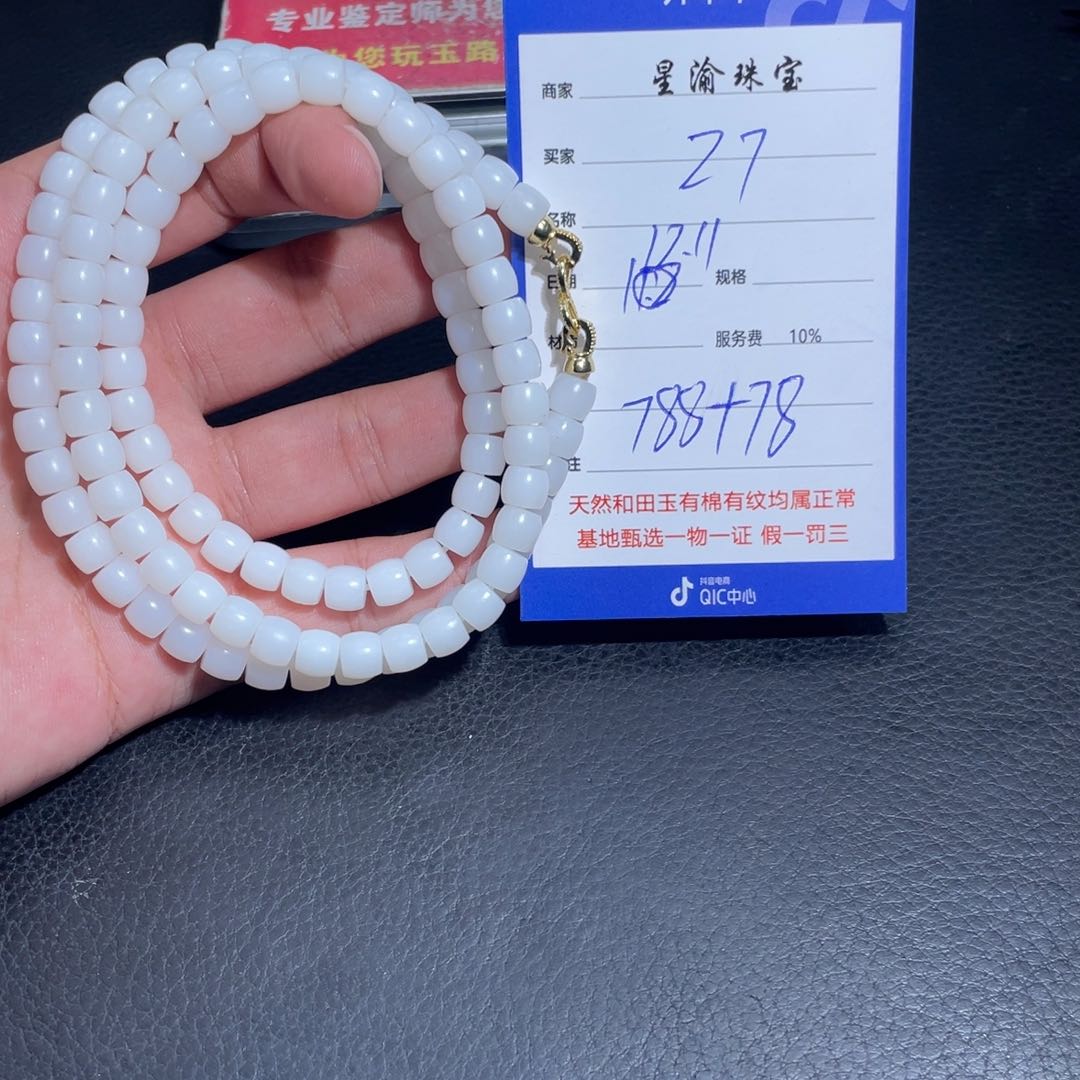 专业鉴定师为您
为您玩玉路
商家 星渝珠宝
买家 27
名称
12.11
日期 规格
材质 服务费 10%
788+78
注
天然和田玉有棉有纹均属正常
基地甄选一物一证 假一罚三
抖音电商
QIC中心